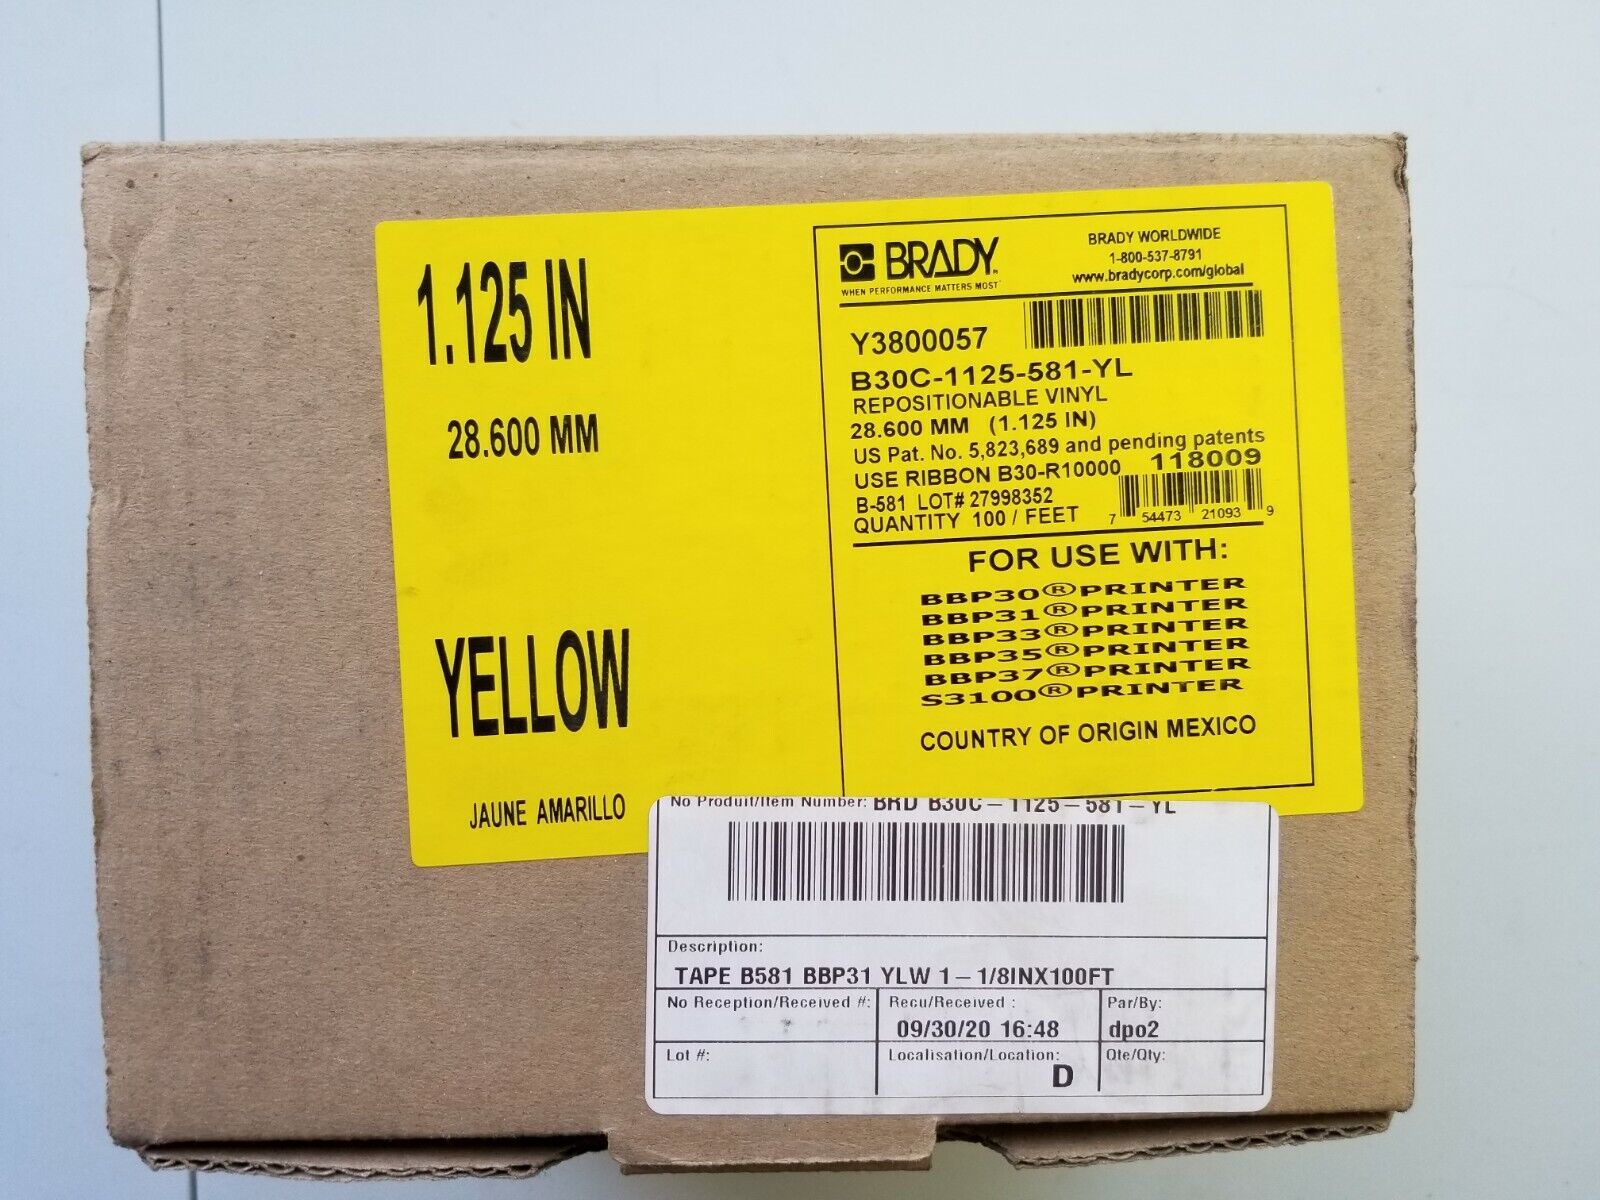 1.125 IN
28.600 MM
YELLOW
JAUNE AMARILLO
BRADY
WHEN PERFORMANCE MATTERS MOST
BRADY WORLDWIDE
1-800-537-8791
www.bradycorp.com/global
Y3800057
B30C-1125-581-YL
REPOSITIONABLE VINYL
28.600 MM (1.125 IN)
US Pat. No. 5,823,689 and pending patents
USE RIBBON B30-R10000 118009
B-581 LOT# 27998352
QUANTITY 100 / FEET
7 54473 21093 9
FOR USE WITH:
BBP30®PRINTER
BBP31®PRINTER
BBP33®PRINTER
BBP35®PRINTER
BBP37®PRINTER
S3100®PRINTER
COUNTRY OF ORIGIN MEXICO
No Produit/Item Number: BRD B30C-1125-581-YL
Description:
TAPE B581 BBP31 YLW 1-1/8INX100FT
No Reception/Received #: Recu/Received : Par/By:
09/30/20 16:48 dpo2
Lot #: Localisation/Location: Qte/Qty:
D